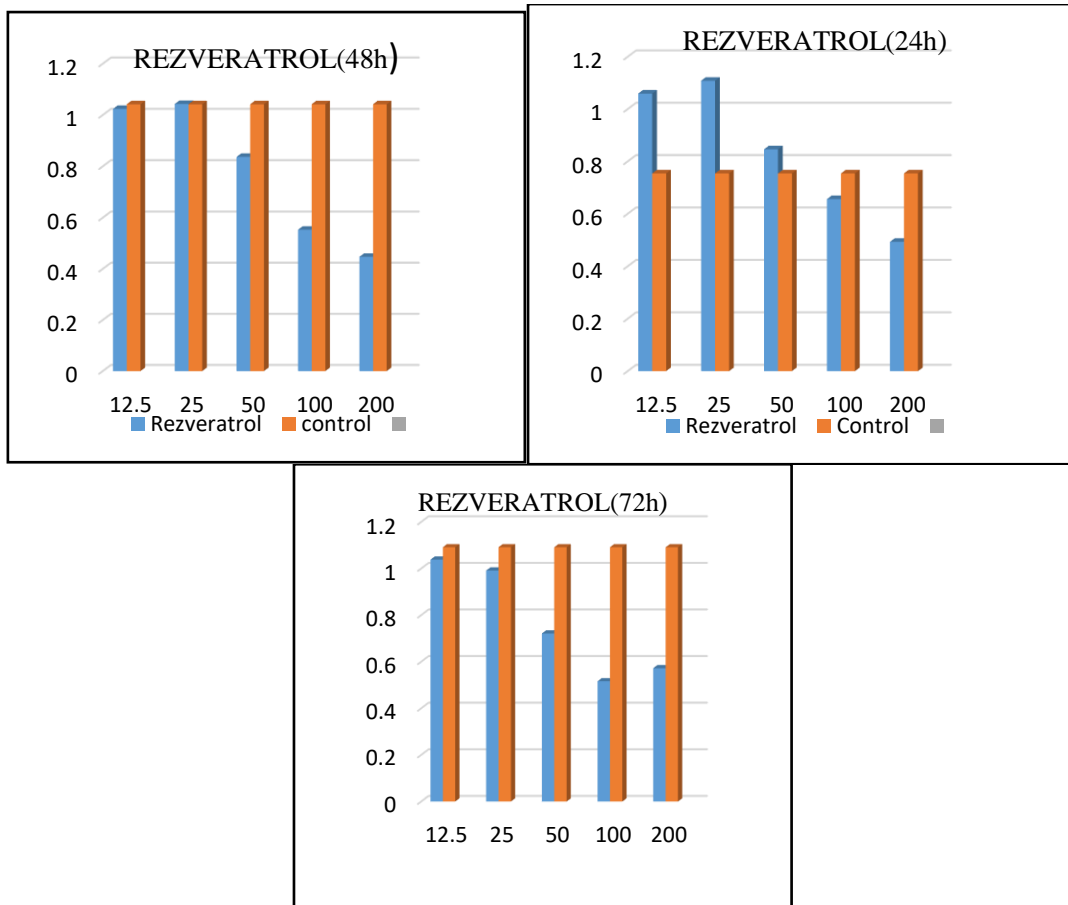 REZVERATROL(48h)
1.2
1
0.8
0.6
0.4
0.2
0
12.5 25 50 100 200
Rezveratrol control
REZVERATROL(24h)
1.2
1
0.8
0.6
0.4
0.2
0
12.5 25 50 100 200
Rezveratrol Control
REZVERATROL(72h)
1.2
1
0.8
0.6
0.4
0.2
0
12.5 25 50 100 200